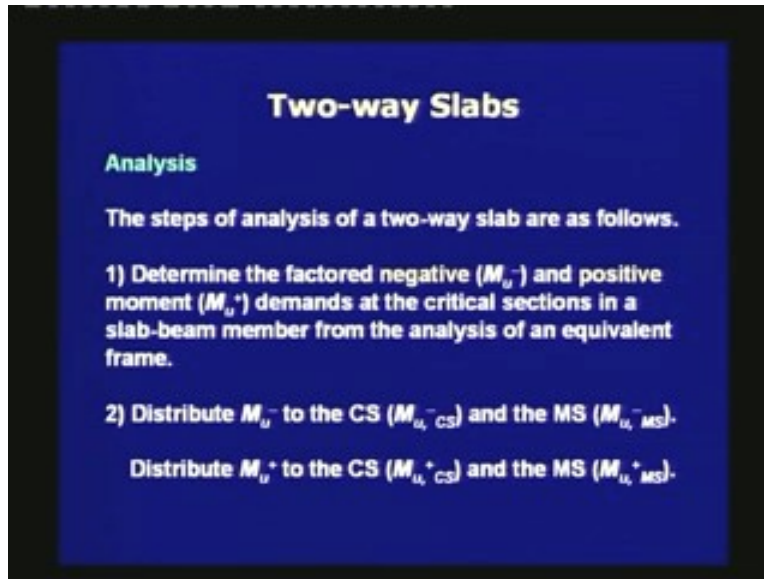 Two-way Slabs
Analysis
The steps of analysis of a two-way slab are as follows.
1) Determine the factored negative (Mᵤ⁻) and positive
moment (Mᵤ⁺) demands at the critical sections in a
slab-beam member from the analysis of an equivalent
frame.
2) Distribute Mᵤ⁻ to the CS (Mᵤ,⁻CS) and the MS (Mᵤ,⁻MS).
Distribute Mᵤ⁺ to the CS (Mᵤ,⁺CS) and the MS (Mᵤ,⁺MS).